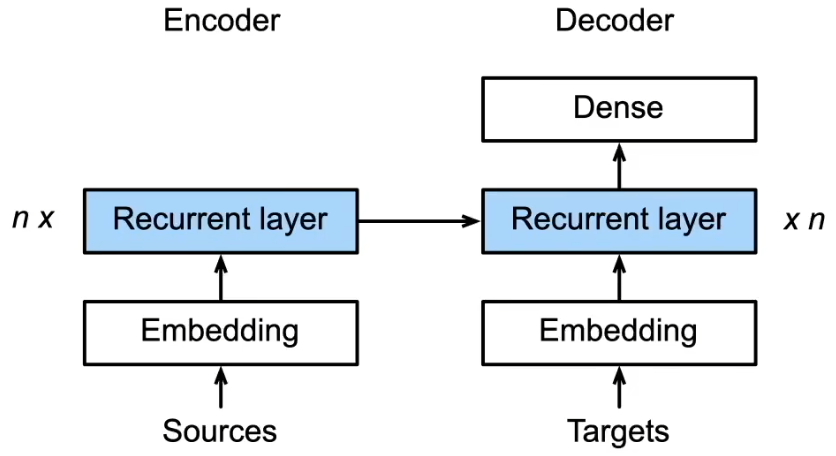 Encoder
Decoder
Dense
n x
Recurrent layer
Recurrent layer
x n
Embedding
Embedding
Sources
Targets